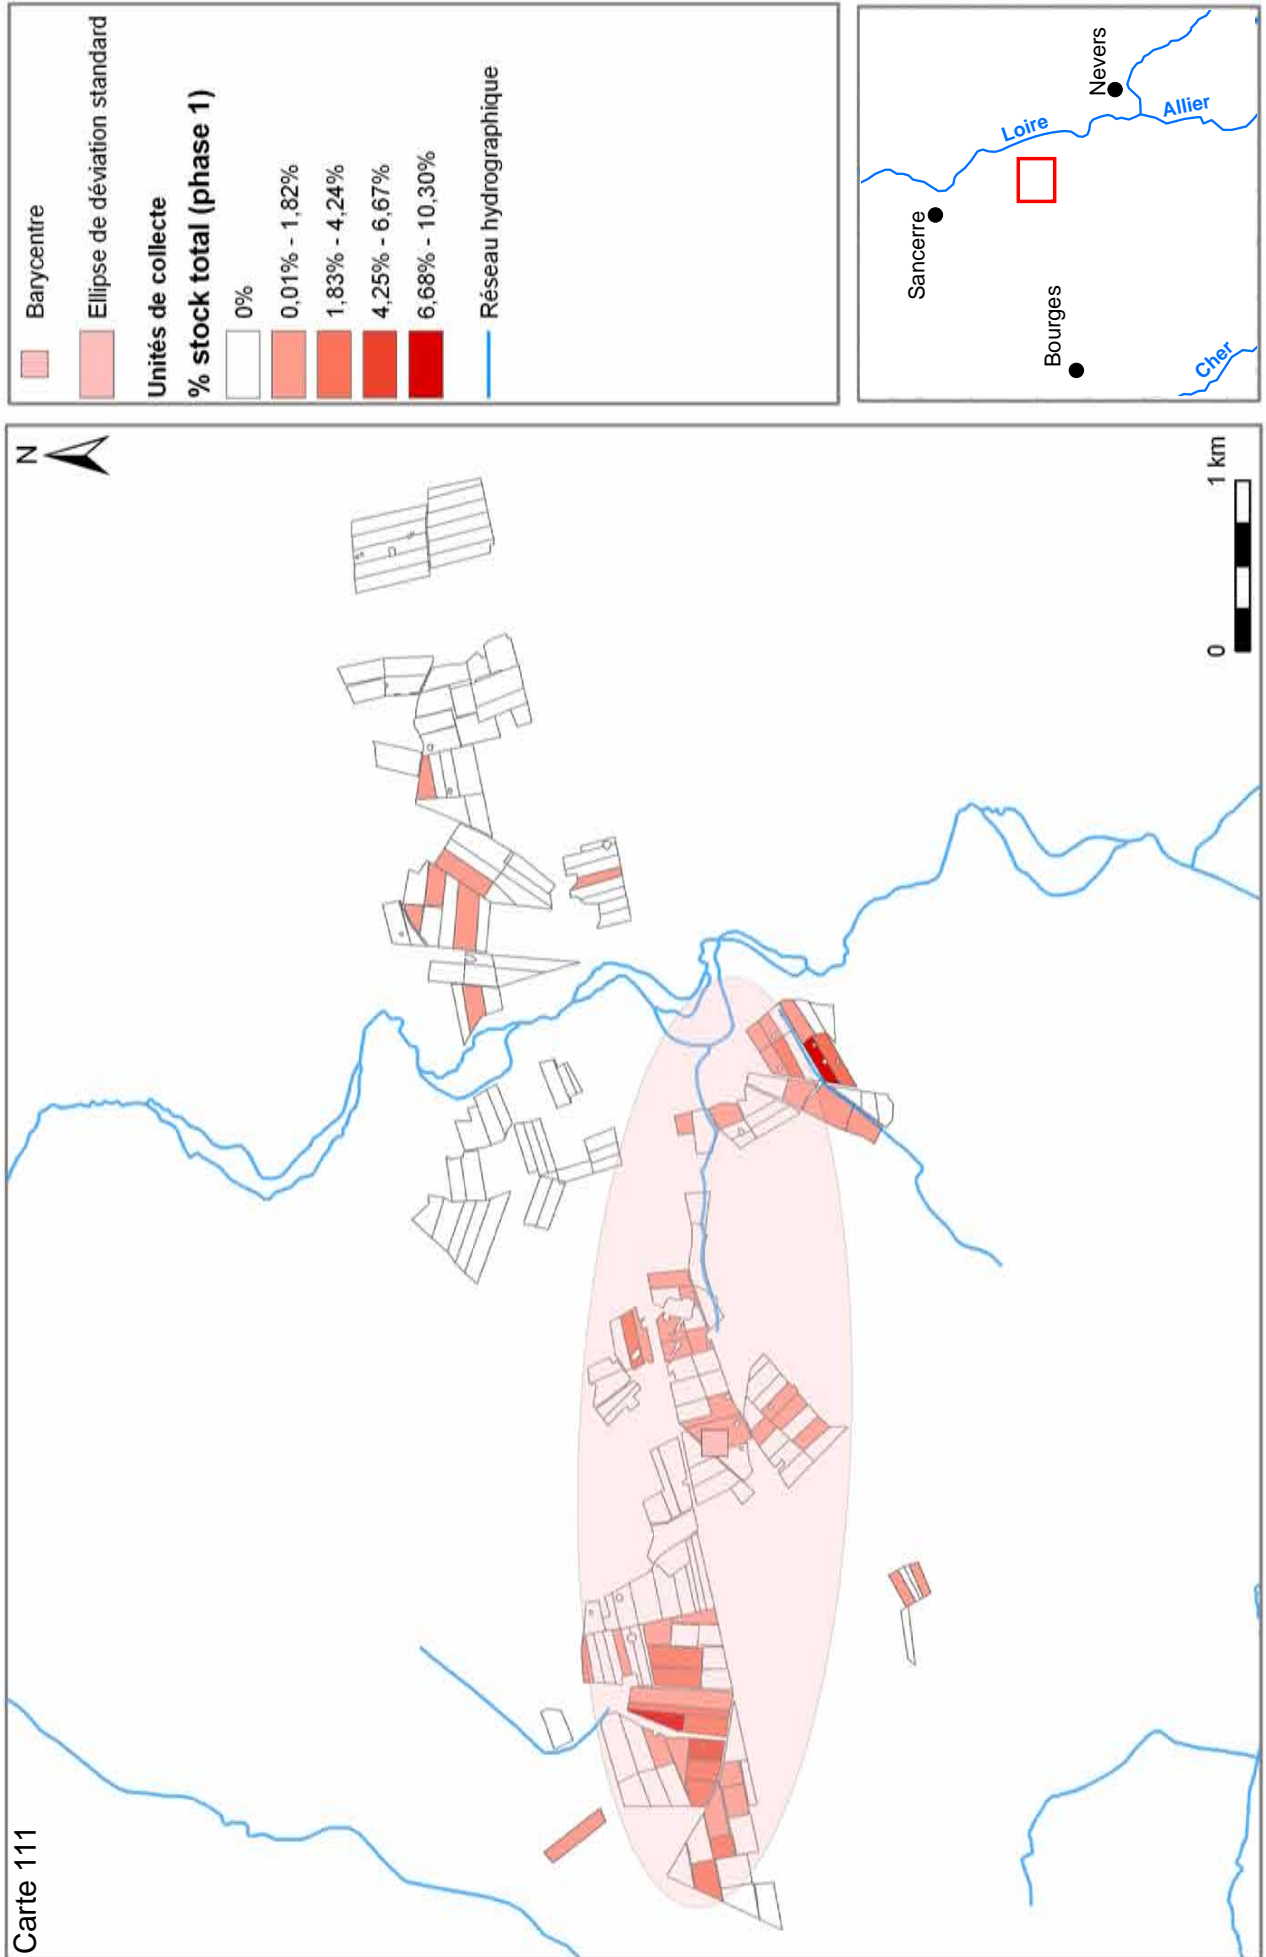 Carte 111
N
0
1 km
Barycentre
Ellipse de déviation standard
Unités de collecte
% stock total (phase 1)
0%
0,01% - 1,82%
1,83% - 4,24%
4,25% - 6,67%
6,68% - 10,30%
Réseau hydrographique
Sancerre
Bourges
Nevers
Loire
Allier
Cher